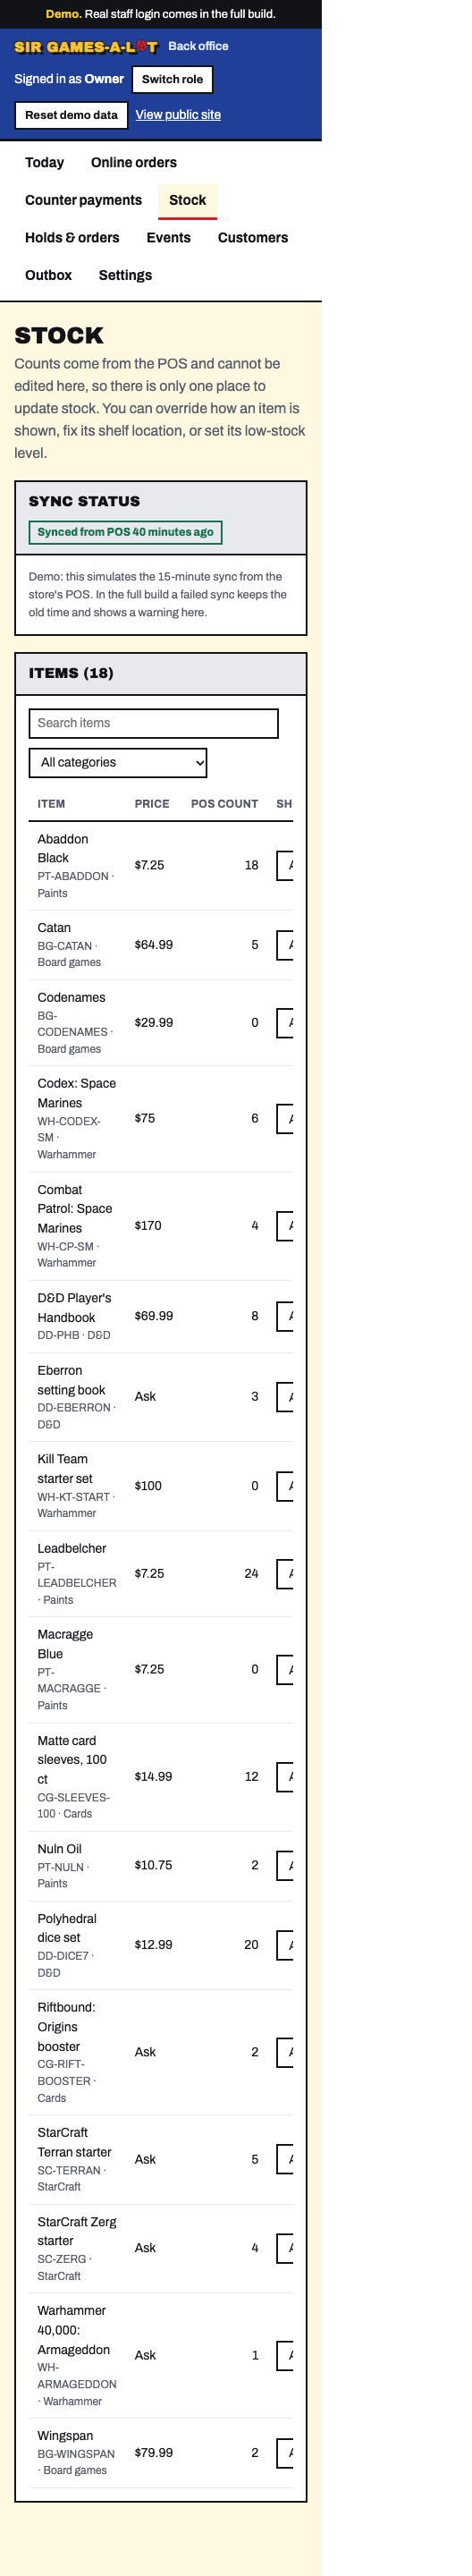 Demo. Real staff login comes in the full build.
SIR GAMES-A-LOT Back office
Signed in as Owner Switch role
Reset demo data View public site
Today Online orders
Counter payments Stock
Holds & orders Events Customers
Outbox Settings
STOCK
Counts come from the POS and cannot be
edited here, so there is only one place to
update stock. You can override how an item is
shown, fix its shelf location, or set its low-stock
level.
SYNC STATUS
Synced from POS 40 minutes ago
Demo: this simulates the 15-minute sync from the
store's POS. In the full build a failed sync keeps the
old time and shows a warning here.
ITEMS (18)
Search items
All categories
ITEM PRICE POS COUNT SH
Abaddon
Black
PT-ABADDON ·
Paints
$7.25 18
Catan
BG-CATAN ·
Board games
$64.99 5
Codenames
BG-
CODENAMES ·
Board games
$29.99 0
Codex: Space
Marines
WH-CODEX-
SM ·
Warhammer
$75 6
Combat
Patrol: Space
Marines
WH-CP-SM ·
Warhammer
$170 4
D&D Player's
Handbook
DD-PHB · D&D
$69.99 8
Eberron
setting book
DD-EBERRON ·
D&D
Ask 3
Kill Team
starter set
WH-KT-START ·
Warhammer
$100 0
Leadbelcher
PT-
LEADBELCHER
· Paints
$7.25 24
Macragge
Blue
PT-
MACRAGGE ·
Paints
$7.25 0
Matte card
sleeves, 100
ct
CG-SLEEVES-
100 · Cards
$14.99 12
Nuln Oil
PT-NULN ·
Paints
$10.75 2
Polyhedral
dice set
DD-DICE7 ·
D&D
$12.99 20
Riftbound:
Origins
booster
CG-RIFT-
BOOSTER ·
Cards
Ask 2
StarCraft
Terran starter
SC-TERRAN ·
StarCraft
Ask 5
StarCraft Zerg
starter
SC-ZERG ·
StarCraft
Ask 4
Warhammer
40,000:
Armageddon
WH-
ARMAGEDDON
· Warhammer
Ask 1
Wingspan
BG-WINGSPAN
· Board games
$79.99 2